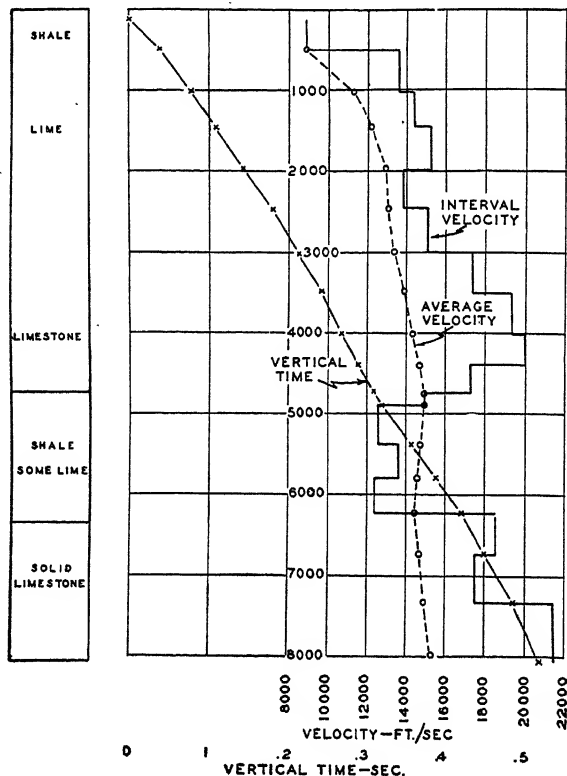 SHALE
LIME
LIMESTONE
SHALE
SOME LIME
SOLID
LIMESTONE
1000
2000
3000
4000
5000
6000
7000
8000
INTERVAL
VELOCITY
AVERAGE
VELOCITY
VERTICAL
TIME
8000
10000
12000
14000
16000
18000
20000
22000
VELOCITY—FT./SEC
0 1 .2 .3 .4 .5
VERTICAL TIME—SEC.